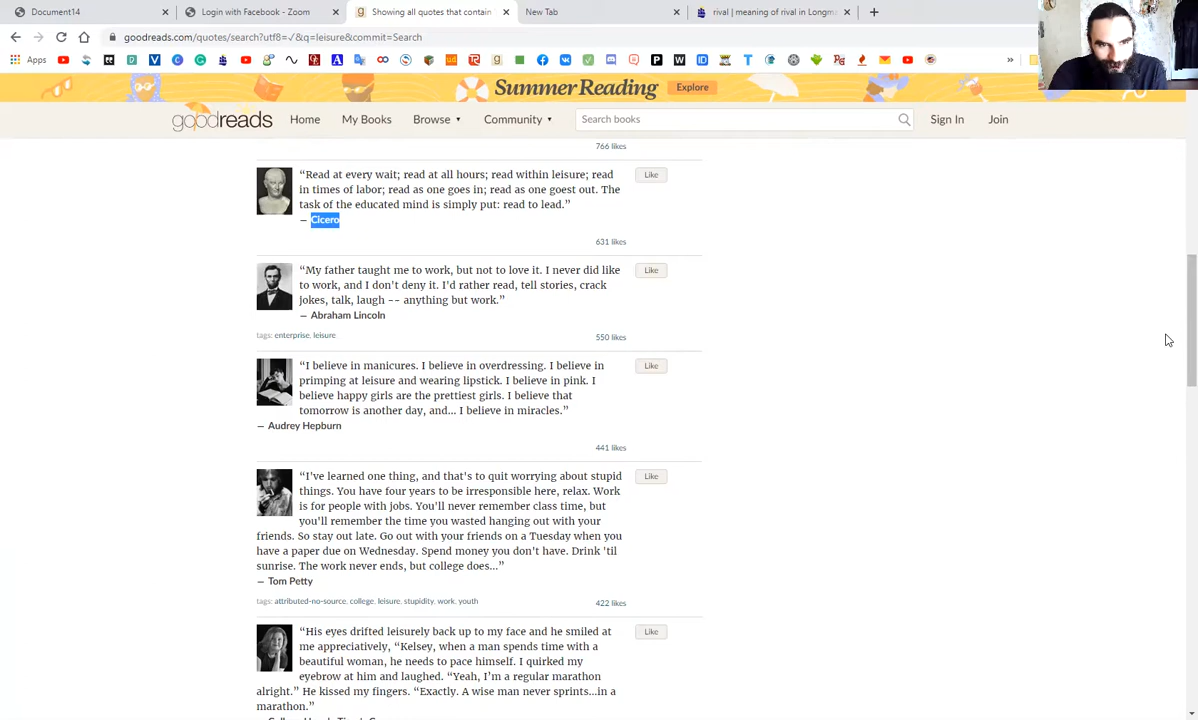 Document14
Login with Facebook - Zoom
Showing all quotes that contain
New Tab
rival | meaning of rival in Longm
goodreads.com/quotes/search?utf8=✓&q=leisure&commit=Search
Apps
Summer Reading
Explore
goodreads
Home
My Books
Browse
Community
Search books
Sign In
Join
766 likes
“Read at every wait; read at all hours; read within leisure; read
in times of labor; read as one goes in; read as one goest out. The
task of the educated mind is simply put: read to lead.”
― Cicero
Like
631 likes
“My father taught me to work, but not to love it. I never did like
to work, and I don't deny it. I'd rather read, tell stories, crack
jokes, talk, laugh -- anything but work.”
― Abraham Lincoln
Like
tags: enterprise, leisure
550 likes
“I believe in manicures. I believe in overdressing. I believe in
primping at leisure and wearing lipstick. I believe in pink. I
believe happy girls are the prettiest girls. I believe that
tomorrow is another day, and... I believe in miracles.”
― Audrey Hepburn
Like
441 likes
“I've learned one thing, and that's to quit worrying about stupid
things. You have four years to be irresponsible here, relax. Work
is for people with jobs. You'll never remember class time, but
you'll remember the time you wasted hanging out with your
friends. So stay out late. Go out with your friends on a Tuesday when you
have a paper due on Wednesday. Spend money you don't have. Drink 'til
sunrise. The work never ends, but college does...”
― Tom Petty
Like
tags: attributed-no-source, college, leisure, stupidity, work, youth
422 likes
“His eyes drifted leisurely back up to my face and he smiled at
me appreciatively, “Kelsey, when a man spends time with a
beautiful woman, he needs to pace himself. I quirked my
eyebrow at him and laughed. “Yeah, I’m a regular marathon
alright.” He kissed my fingers. “Exactly. A wise man never sprints...in a
marathon.”
Like